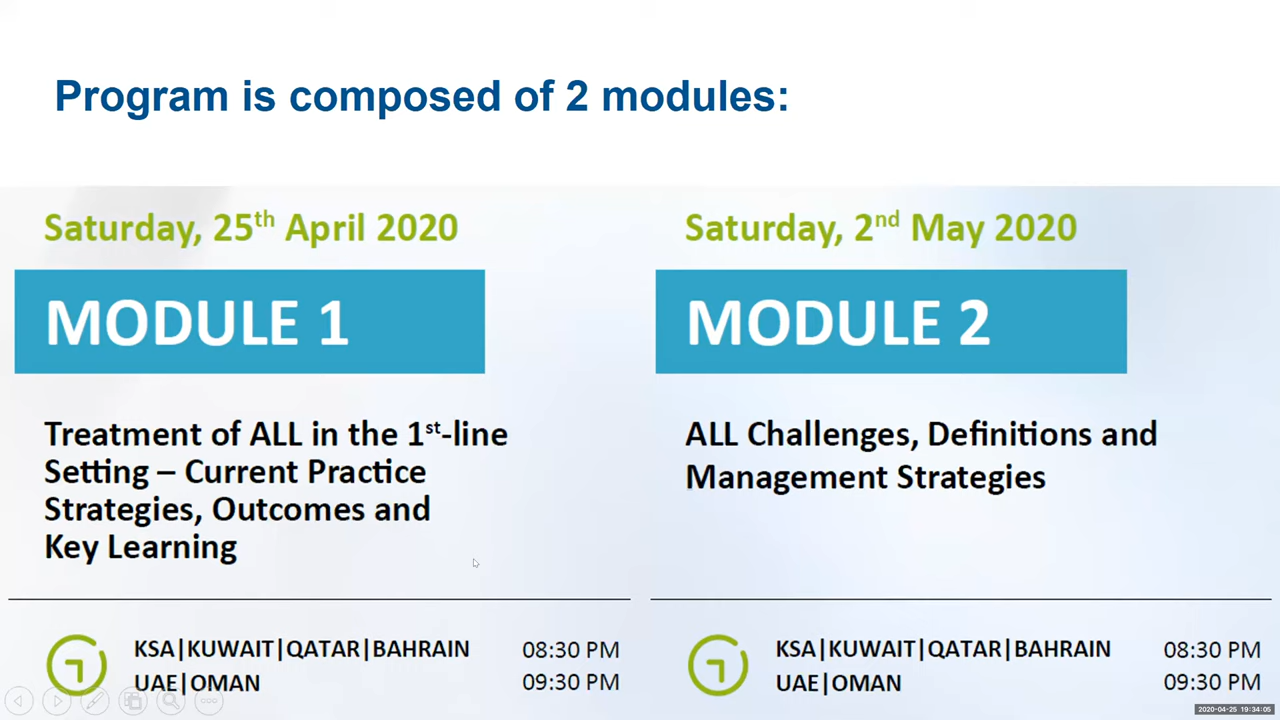 Program is composed of 2 modules:
Saturday, 25th April 2020
MODULE 1
Treatment of ALL in the 1st-line
Setting – Current Practice
Strategies, Outcomes and
Key Learning
KSA|KUWAIT|QATAR|BAHRAIN 08:30 PM
UAE|OMAN 09:30 PM
Saturday, 2nd May 2020
MODULE 2
ALL Challenges, Definitions and
Management Strategies
KSA|KUWAIT|QATAR|BAHRAIN 08:30 PM
UAE|OMAN 09:30 PM
2020-04-25 19:34:05